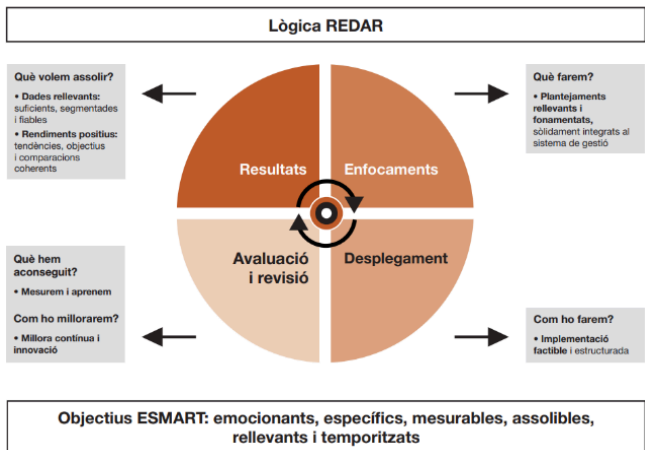 Lògica REDAR
Què volem assolir?
• Dades rellevants:
suficients, segmentades
i fiables
• Rendiments positius:
tendències, objectius
i comparacions
coherents
Què farem?
• Plantejaments
rellevants i
fonamentats,
sòlidament integrats al
sistema de gestió
Resultats
Enfocaments
Avaluació
i revisió
Desplegament
Què hem
aconseguit?
• Mesurem i aprenem
Com ho millorarem?
• Millora contínua i
innovació
Com ho farem?
• Implementació
factible i estructurada
Objectius ESMART: emocionants, específics, mesurables, assolibles,
rellevants i temporitzats